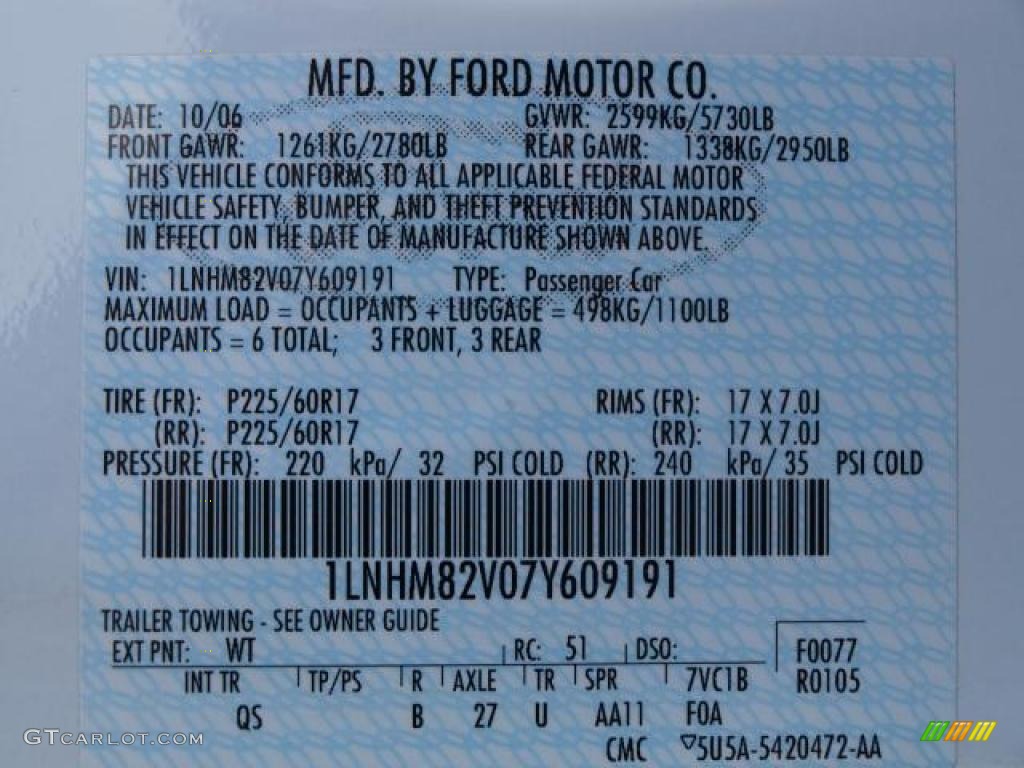 MFD. BY FORD MOTOR CO.
DATE: 10/06 GVWR: 2599KG/5730LB
FRONT GAWR: 1261KG/2780LB REAR GAWR: 1338KG/2950LB
THIS VEHICLE CONFORMS TO ALL APPLICABLE FEDERAL MOTOR
VEHICLE SAFETY, BUMPER, AND THEFT PREVENTION STANDARDS
IN EFFECT ON THE DATE OF MANUFACTURE SHOWN ABOVE.
VIN: 1LNHM82V07Y609191 TYPE: Passenger Car
MAXIMUM LOAD = OCCUPANTS + LUGGAGE = 498KG/1100LB
OCCUPANTS = 6 TOTAL; 3 FRONT, 3 REAR
TIRE (FR): P225/60R17 RIMS (FR): 17 X 7.0J
(RR): P225/60R17 (RR): 17 X 7.0J
PRESSURE (FR): 220 kPa/ 32 PSI COLD (RR): 240 kPa/ 35 PSI COLD
1LNHM82V07Y609191
TRAILER TOWING - SEE OWNER GUIDE
EXT PNT: WT RC: 51 DSO: F0077
INT TR TP/PS R AXLE TR SPR 7VC1B R0105
QS B 27 U AA11 F0A
CMC ▽5U5A-5420472-AA
GTCARLOT.COM